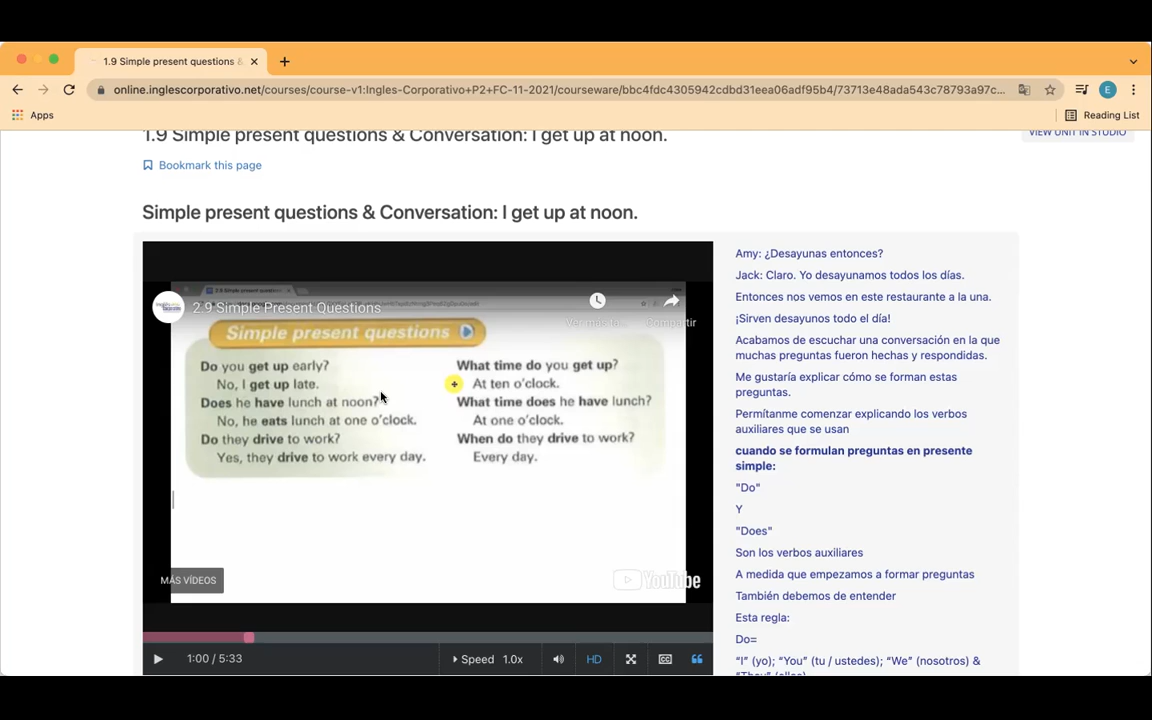 1.9 Simple present questions &
online.inglescorporativo.net/courses/course-v1:Ingles-Corporativo+P2+FC-11-2021/courseware/bbc4fdc4305942cdbd31eea06adf95b4/73713e48ada543c78793a97c...
E
Apps
Reading List
1.9 Simple present questions & Conversation: I get up at noon.
VIEW UNIT IN STUDIO
Bookmark this page
Simple present questions & Conversation: I get up at noon.
2.9 Simple Present Questions
Compartir
Simple present questions
Do you get up early?
No, I get up late.
Does he have lunch at noon?
No, he eats lunch at one o'clock.
Do they drive to work?
Yes, they drive to work every day.
What time do you get up?
At ten o'clock.
What time does he have lunch?
At one o'clock.
When do they drive to work?
Every day.
MÁS VÍDEOS
YouTube
1:00 / 5:33
Speed 1.0x
HD
Amy: ¿Desayunas entonces?
Jack: Claro. Yo desayunamos todos los días.
Entonces nos vemos en este restaurante a la una.
¡Sirven desayunos todo el día!
Acabamos de escuchar una conversación en la que
muchas preguntas fueron hechas y respondidas.
Me gustaría explicar cómo se forman estas
preguntas.
Permítanme comenzar explicando los verbos
auxiliares que se usan
cuando se formulan preguntas en presente
simple:
"Do"
Y
"Does"
Son los verbos auxiliares
A medida que empezamos a formar preguntas
También debemos de entender
Esta regla:
Do=
“I” (yo); “You” (tu / ustedes); “We” (nosotros) &
“They” (ellos)